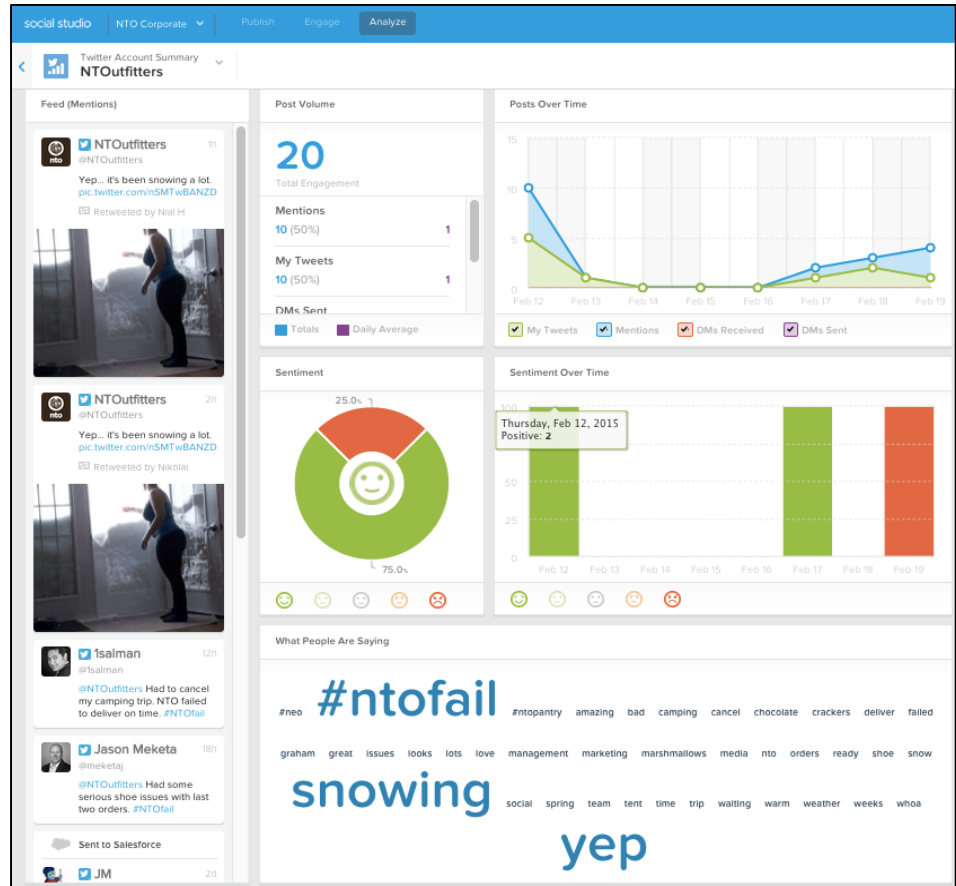 social studio NTO Corporate Publish Engage Analyze
Twitter Account Summary
NTOutfitters
Feed (Mentions)
NTOutfitters 1h
@NTOutfitters
Yep... it's been snowing a lot.
pic.twitter.com/nSMTwBANZD
Retweeted by Nial H
NTOutfitters 2h
@NTOutfitters
Yep... it's been snowing a lot.
pic.twitter.com/nSMTwBANZD
Retweeted by Nikolai
1salman 12h
@1salman
@NTOutfitters Had to cancel
my camping trip. NTO failed
to deliver on time. #NTOfail
Jason Meketa 18h
@meketaj
@NTOutfitters Had some
serious shoe issues with last
two orders. #NTOfail
Sent to Salesforce
JM 2d
Post Volume
20
Total Engagement
Mentions
10 (50%) 1
My Tweets
10 (50%) 1
DMs Sent
Totals Daily Average
Posts Over Time
15
10
5
0
Feb 12 Feb 13 Feb 14 Feb 15 Feb 16 Feb 17 Feb 18 Feb 19
My Tweets Mentions DMs Received DMs Sent
Sentiment
25.0%
75.0%
Sentiment Over Time
100
Thursday, Feb 12, 2015
Positive: 2
50
25
0
Feb 12 Feb 13 Feb 14 Feb 15 Feb 16 Feb 17 Feb 18 Feb 19
What People Are Saying
#neo #ntofail #ntopantry amazing bad camping cancel chocolate crackers deliver failed
graham great issues looks lots love management marketing marshmallows media nto orders ready shoe snow
snowing social spring team tent time trip waiting warm weather weeks whoa
yep